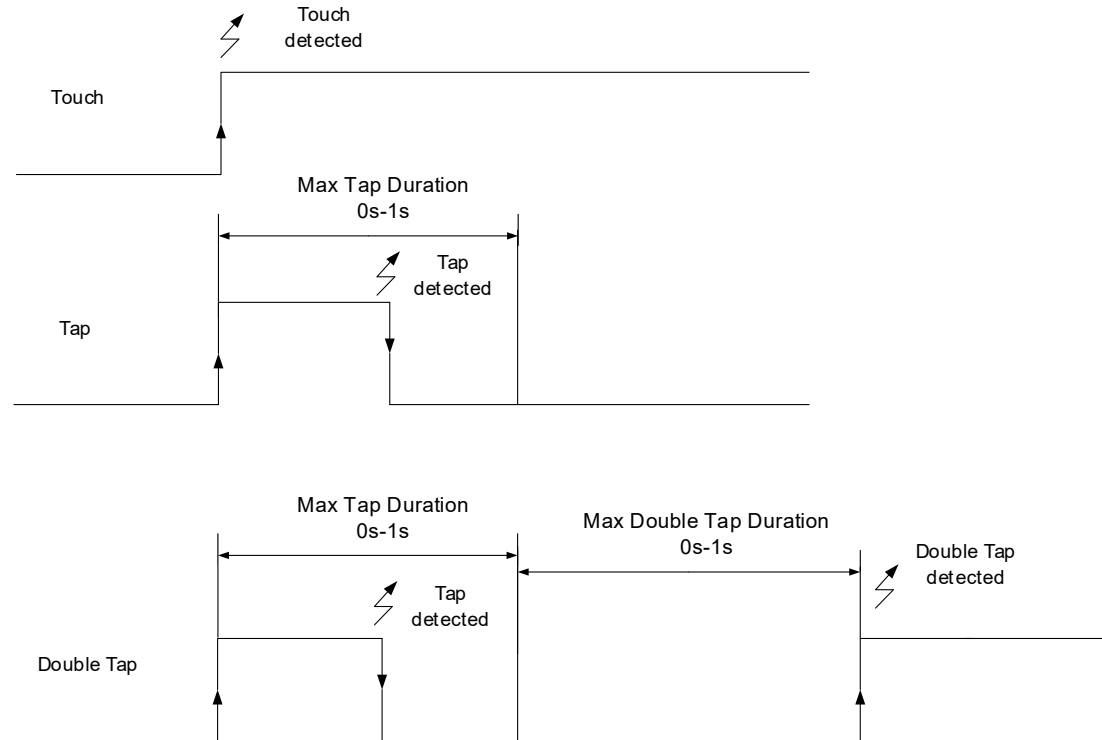 Touch
detected
Touch
Max Tap Duration
0s-1s
Tap
detected
Tap
Max Tap Duration
0s-1s
Max Double Tap Duration
0s-1s
Double Tap
detected
Tap
detected
Double Tap